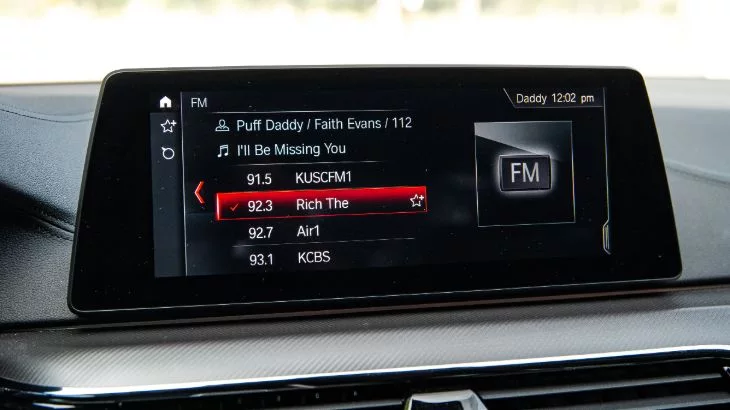 FM
Daddy 12:02 pm
Puff Daddy / Faith Evans / 112
I'll Be Missing You
91.5 KUSCFM1
92.3 Rich The
92.7 Air1
93.1 KCBS
FM